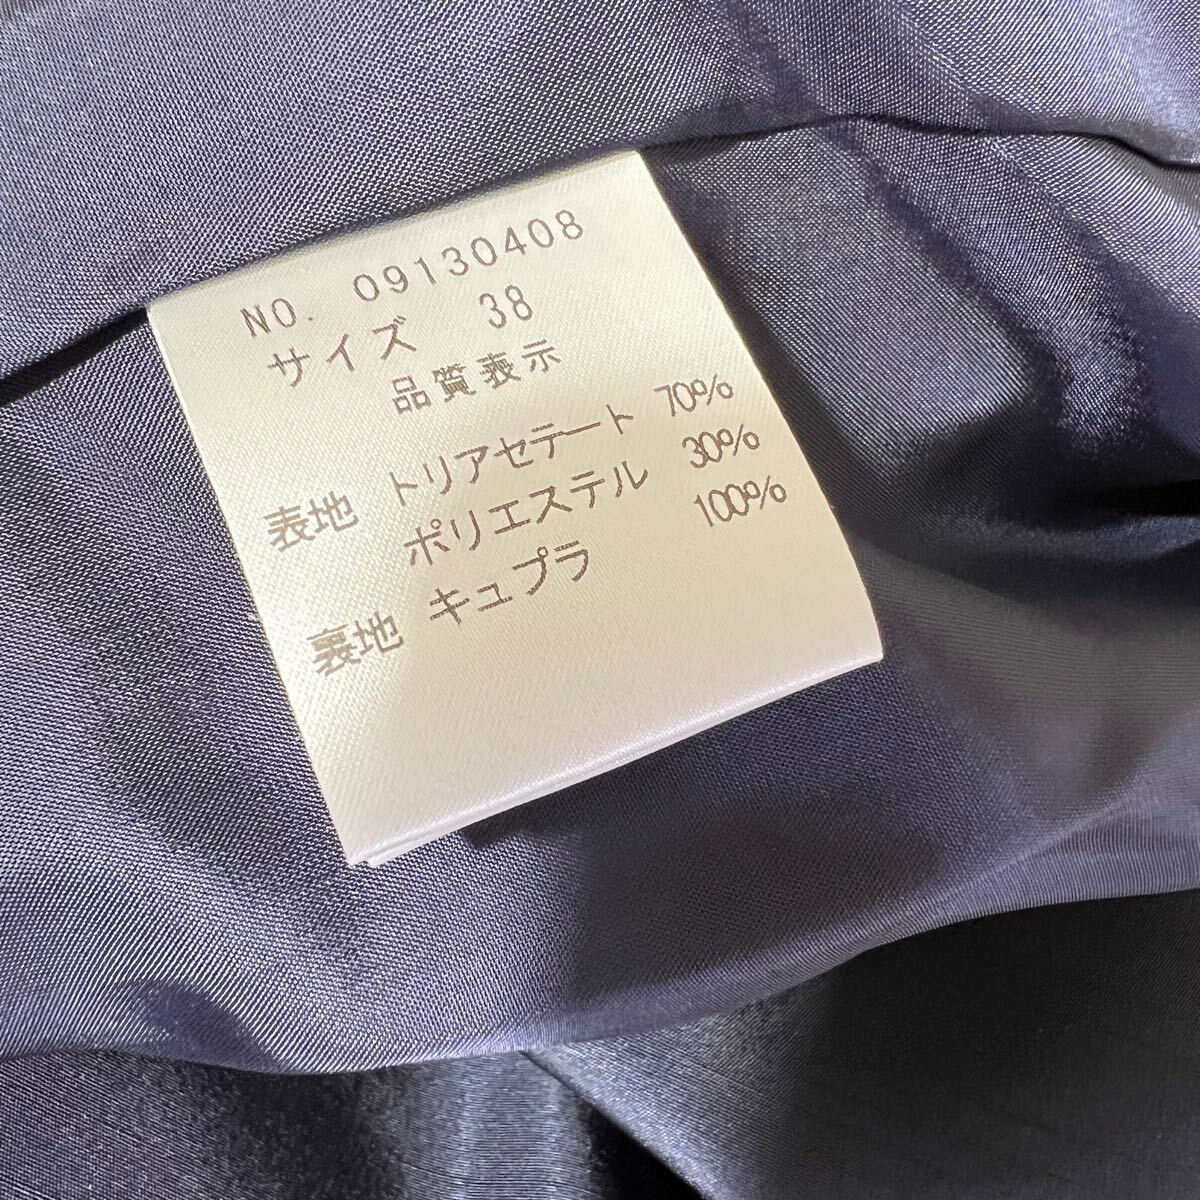 NO. 09130408
サイズ 38
品質表示
表地 トリアセテート 70%
ポリエステル 30%
裏地 キュプラ 100%